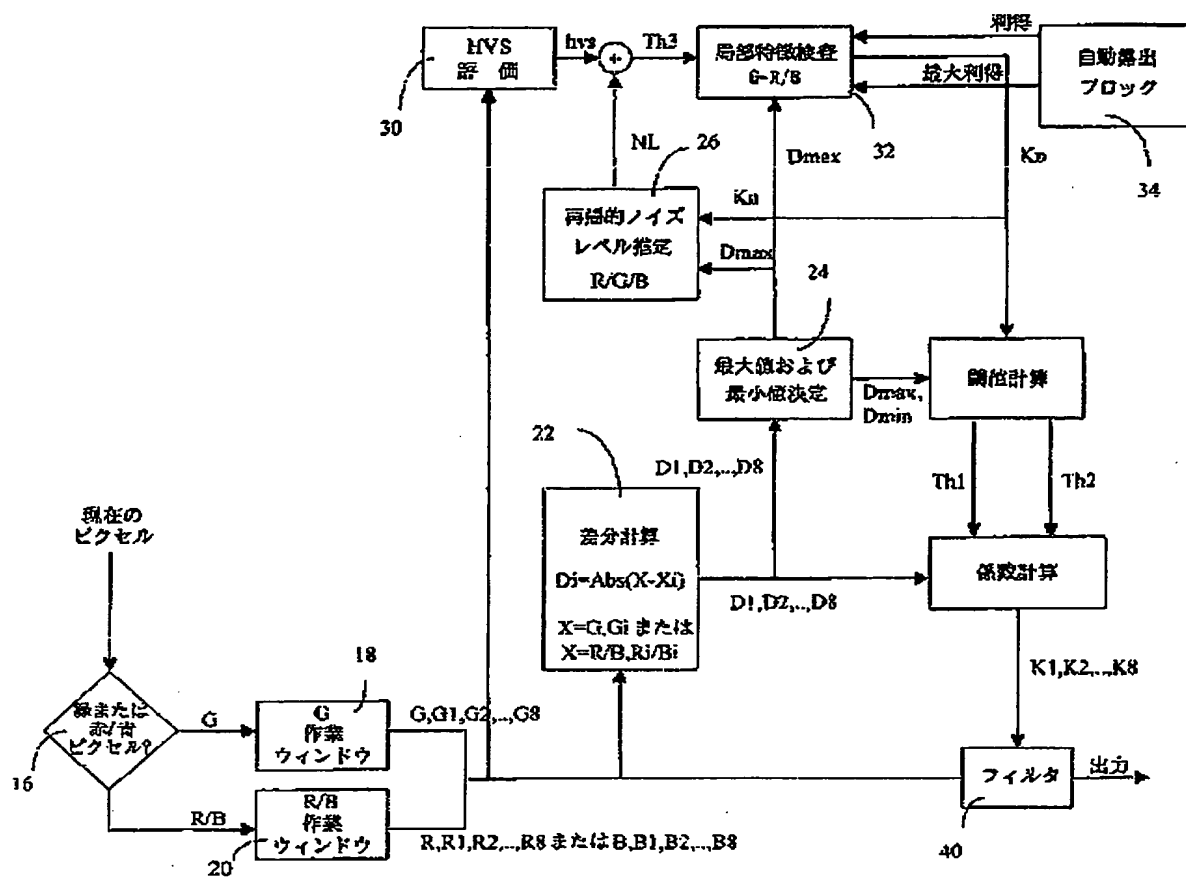 HVS
評 価
30
hvs
Th3
局部特徴検査
G-R/B
32
利得
最大利得
自動露出
ブロック
34
Kn
NL
26
Dmax
再帰的ノイズ
レベル推定
R/G/B
Kn
Dmax
24
最大値および
最小値決定
Dmax,
Dmin
閾値計算
22
D1,D2,..,D8
Th1
Th2
現在の
ピクセル
差分計算
Di=Abs(X-Xi)
X=G,Gi または
X=R/B,Ri/Bi
D1,D2,..,D8
係数計算
K1,K2,..,K8
緑または
赤/青
ピクセル?
16
G
18
G
作業
ウィンドウ
G,G1,G2,..,G8
R/B
R/B
作業
ウィンドウ
20
R,R1,R2,..,R8 または B,B1,B2,..,B8
フィルタ
出力
40